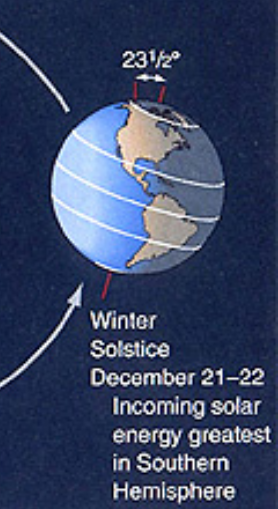 23½°
Winter
Solstice
December 21–22
Incoming solar
energy greatest
in Southern
Hemisphere